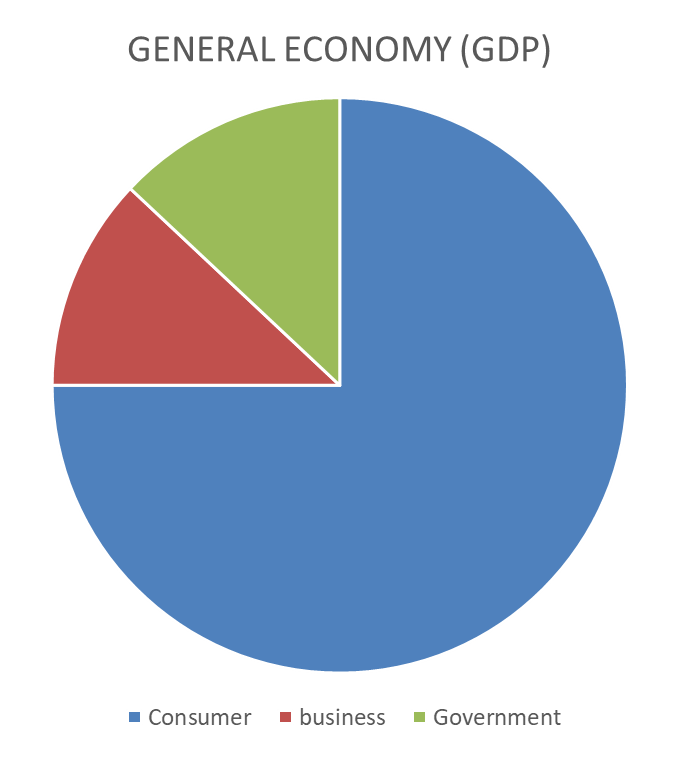 GENERAL ECONOMY (GDP)
Consumer business Government